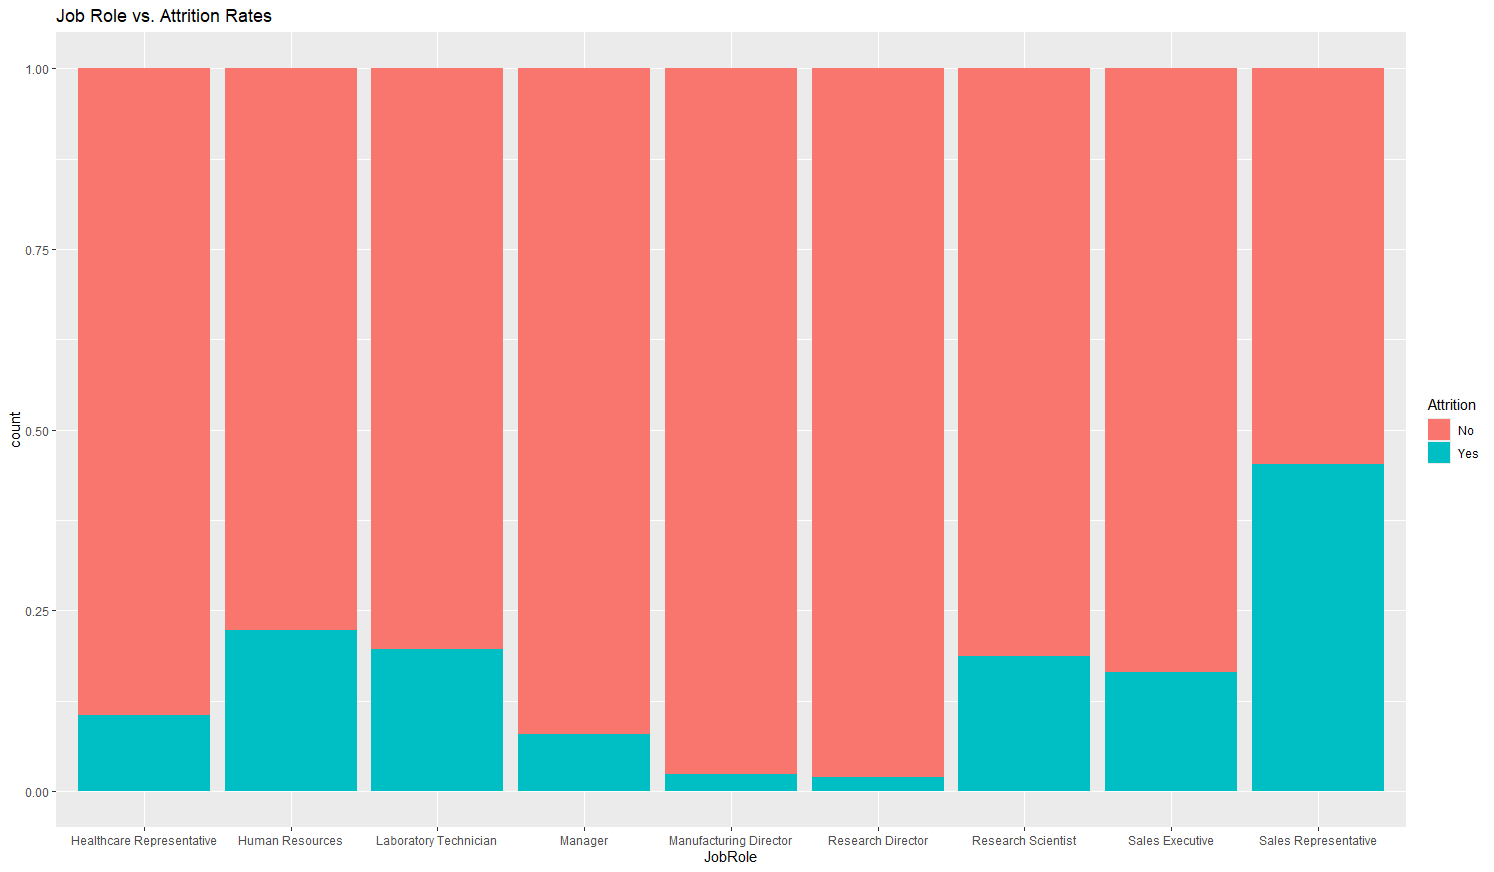 Job Role vs. Attrition Rates
1.00
0.75
0.50
0.25
0.00
count
Healthcare Representative Human Resources Laboratory Technician Manager Manufacturing Director Research Director Research Scientist Sales Executive Sales Representative
JobRole
Attrition
No
Yes